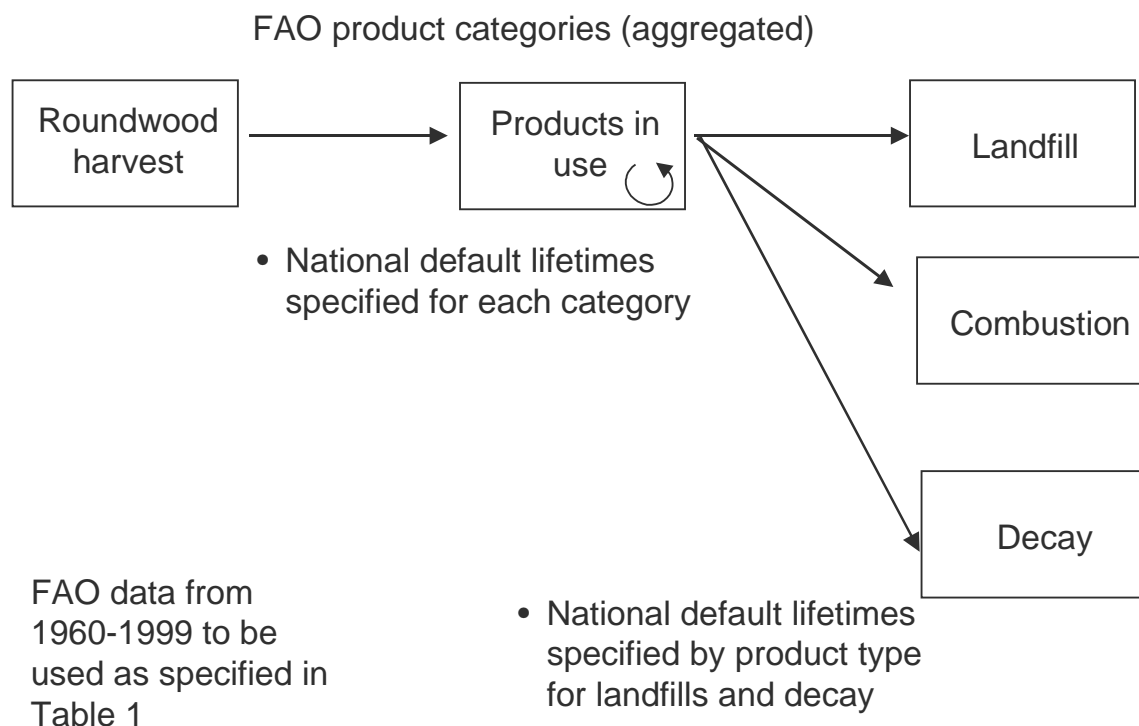 FAO product categories (aggregated)
Roundwood
harvest
Products in
use
Landfill
• National default lifetimes
specified for each category
Combustion
Decay
FAO data from
1960-1999 to be
used as specified in
Table 1
• National default lifetimes
specified by product type
for landfills and decay